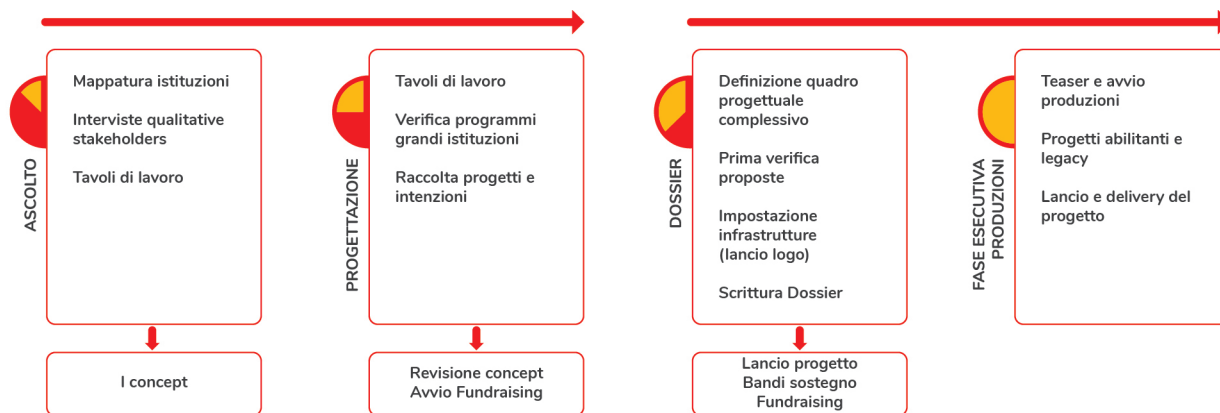 ASCOLTO
Mappatura istituzioni
Interviste qualitative
stakeholders
Tavoli di lavoro
I concept
PROGETTAZIONE
Tavoli di lavoro
Verifica programmi
grandi istituzioni
Raccolta progetti e
intenzioni
Revisione concept
Avvio Fundraising
DOSSIER
Definizione quadro
progettuale
complessivo
Prima verifica
proposte
Impostazione
infrastrutture
(lancio logo)
Scrittura Dossier
Lancio progetto
Bandi sostegno
Fundraising
FASE ESECUTIVA
PRODUZIONI
Teaser e avvio
produzioni
Progetti abilitanti e
legacy
Lancio e delivery del
progetto